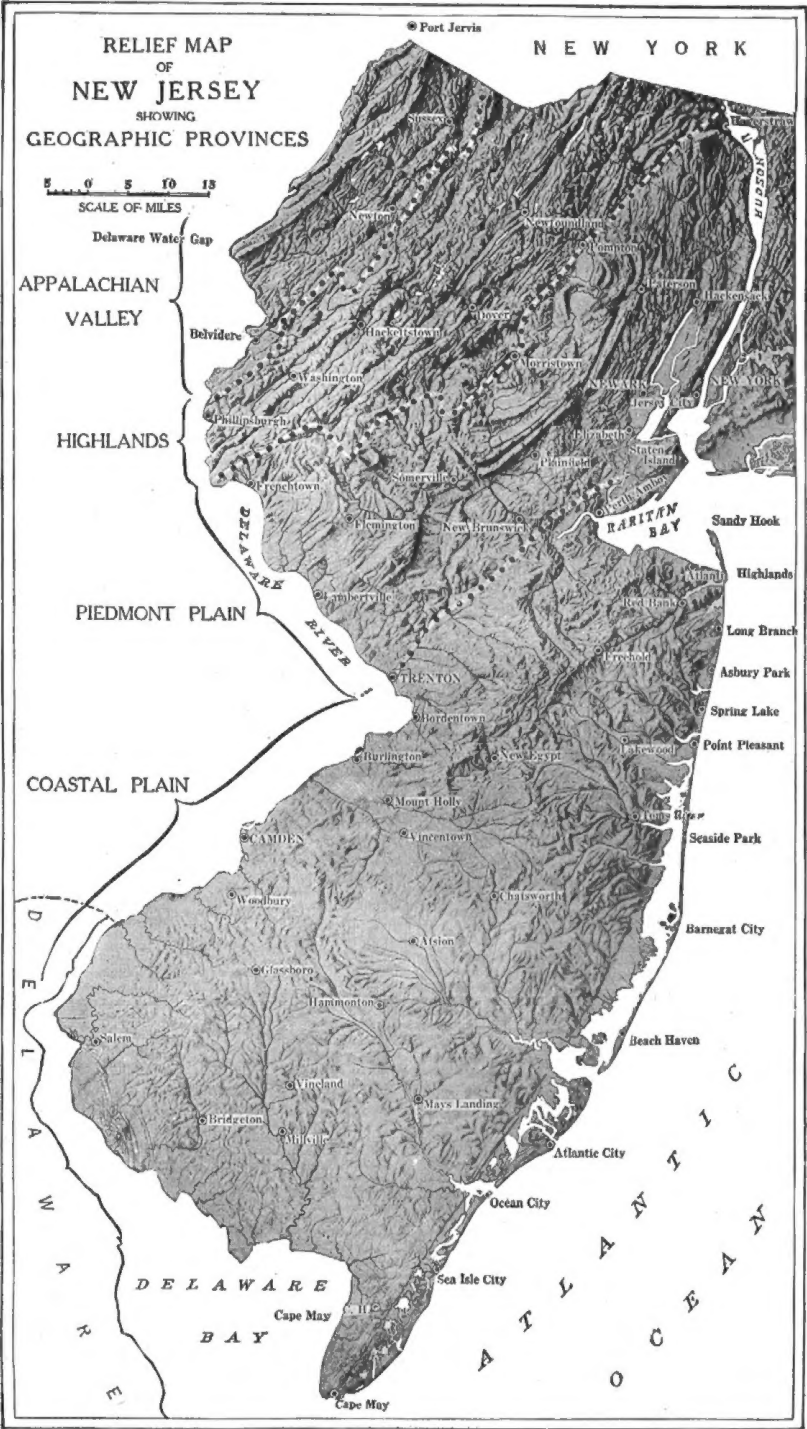 RELIEF MAP
OF
NEW JERSEY
SHOWING
GEOGRAPHIC PROVINCES
5 0 5 10 15
SCALE OF MILES
Port Jervis
NEW YORK
Sussex
Haverstraw
HUDSON R
Newton
Newfoundland
Delaware Water Gap
Pompton
APPALACHIAN
VALLEY
Paterson
Hackensack
Dover
Hackettstown
Belvidere
Morristown
Washington
NEWARK
NEW YORK
Jersey City
Phillipsburgh
HIGHLANDS
Elizabeth
Staten
Island
Plainfield
Somerville
Frenchtown
Perth Amboy
Flemington
New Brunswick
RARITAN
BAY
Sandy Hook
DELAWARE
RIVER
Atlantic Highlands
Lambertville
Red Bank
PIEDMONT PLAIN
Long Branch
Freehold
Asbury Park
TRENTON
Spring Lake
Bordentown
Lakewood
Point Pleasant
Burlington
New Egypt
COASTAL PLAIN
Mount Holly
Toms River
CAMDEN
Vincentown
Seaside Park
Woodbury
Chatsworth
Barnegat City
Atsion
Glassboro
Hammonton
Salem
Beach Haven
Vineland
Mays Landing
Bridgeton
Millville
Atlantic City
Ocean City
DELAWARE
DELAWARE
BAY
Sea Isle City
Cape May C. H.
Cape May
ATLANTIC
OCEAN